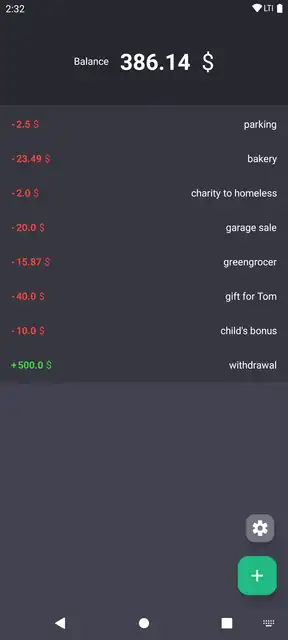 2:32 LTE
Balance 386.14 $
-2.5 $ parking
-23.49 $ bakery
-2.0 $ charity to homeless
-20.0 $ garage sale
-15.87 $ greengrocer
-40.0 $ gift for Tom
-10.0 $ child's bonus
+500.0 $ withdrawal
+